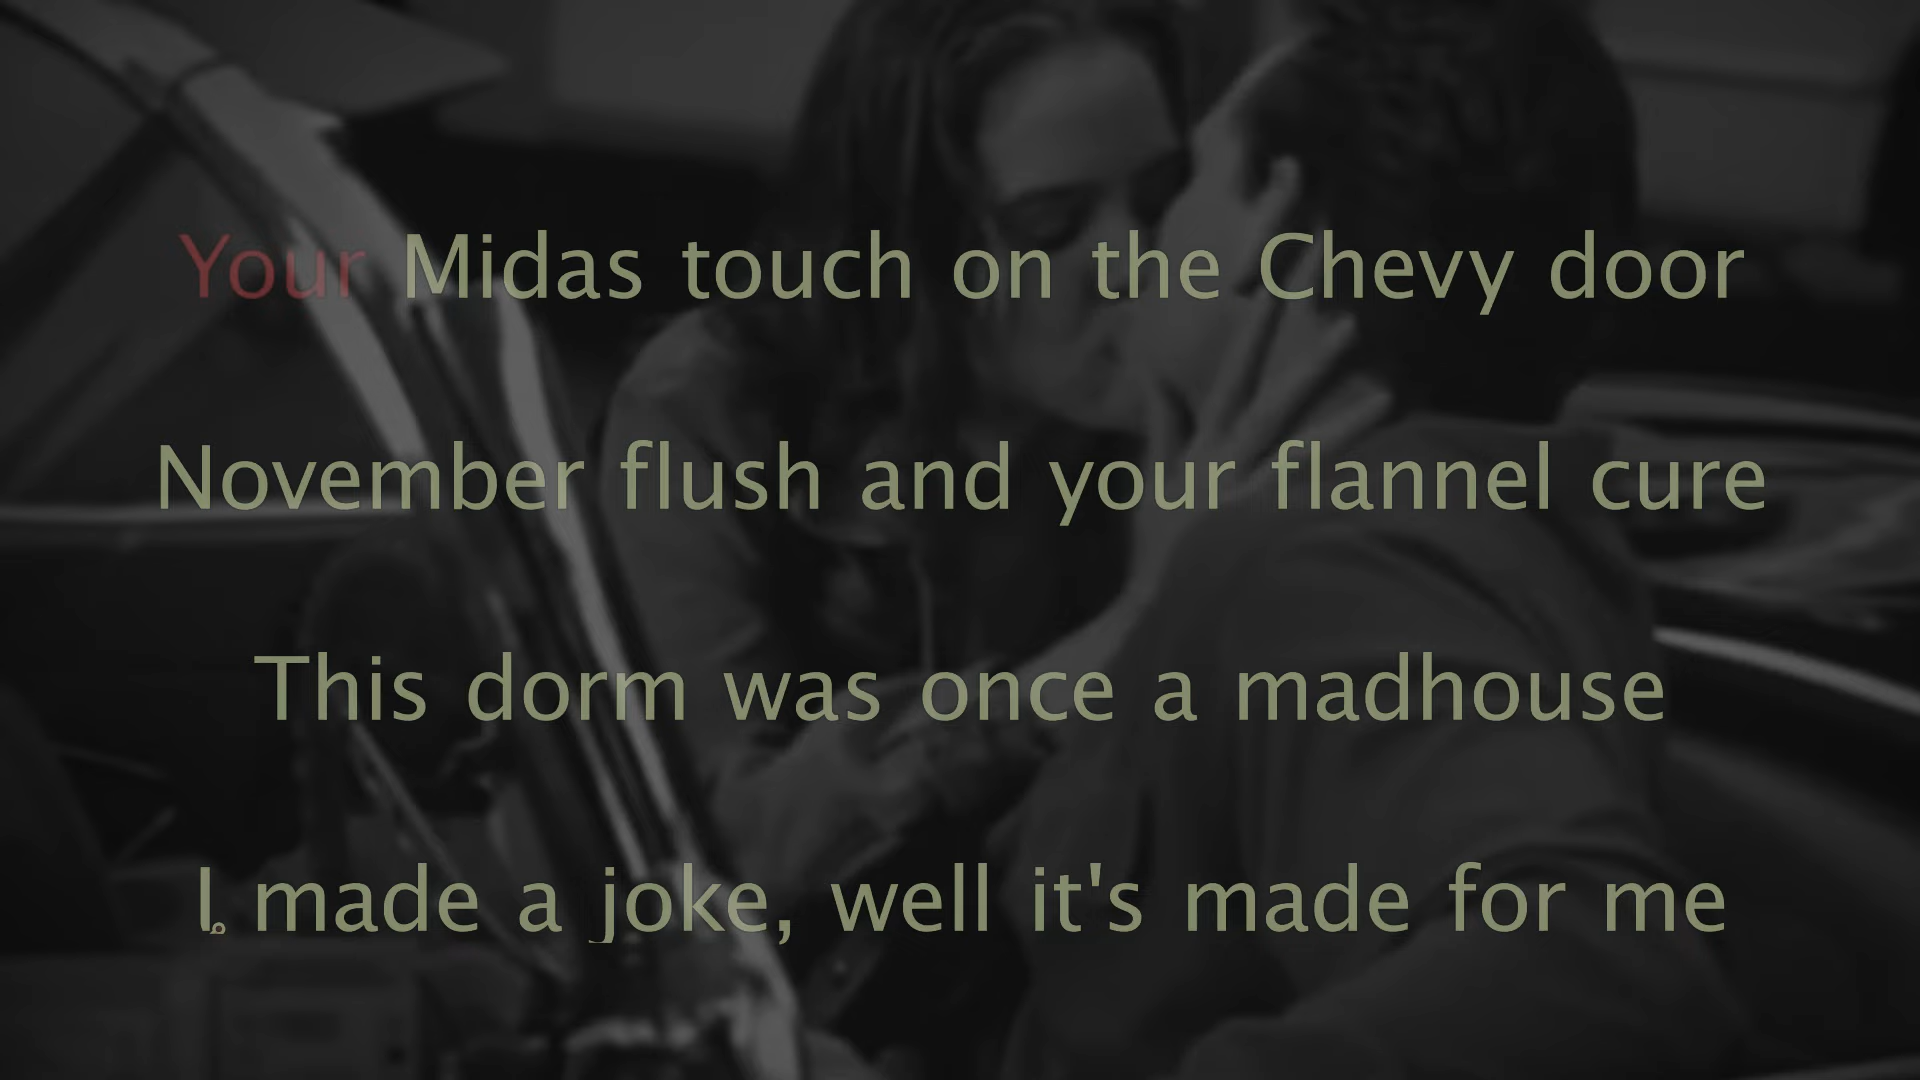 Your Midas touch on the Chevy door
November flush and your flannel cure
This dorm was once a madhouse
I made a joke, well it's made for me